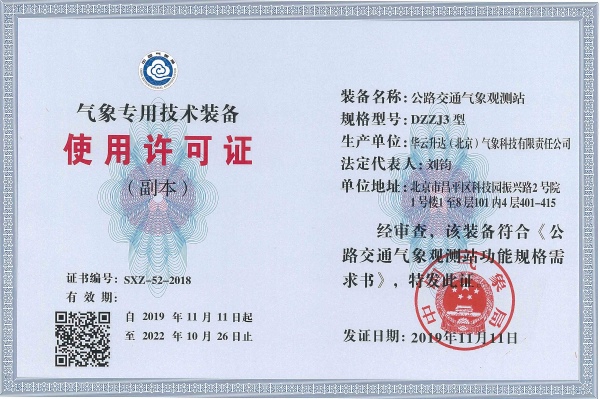 气象专用技术装备
使用许可证
（副本）
证书编号：SXZ-52-2018
有 效 期：
自 2019 年 11 月 11 日起
至 2022 年 10 月 26 日止
装备名称：公路交通气象观测站
规格型号：DZZJ3 型
生产单位：华云升达（北京）气象科技有限责任公司
法定代表人：刘钧
单位地址：北京市昌平区科技园振兴路2 号院
1 号楼1 至8 层101 内4 层401-415
经审查，该装备符合《公
路交通气象观测站功能规格需
求书》，特发此证。
中国气象局
发证日期：2019年11月11日